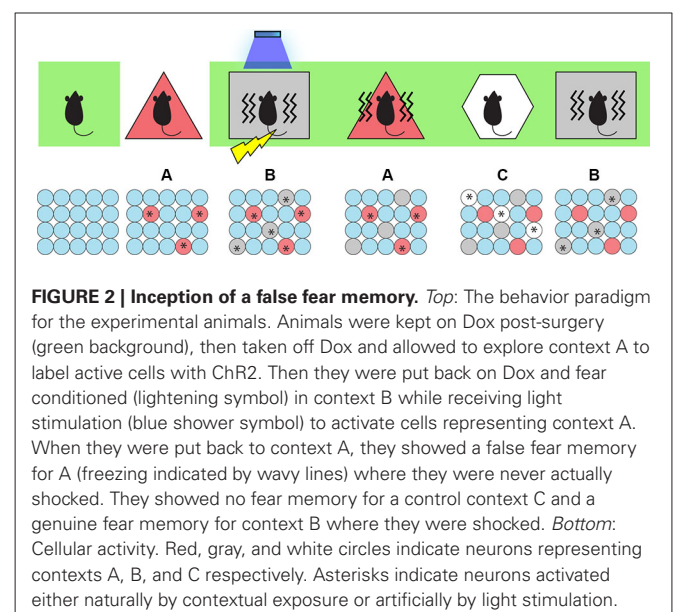 A B A C B
* * * * * * * * * * * * * * * * * * * * *
FIGURE 2 | Inception of a false fear memory. Top: The behavior paradigm
for the experimental animals. Animals were kept on Dox post-surgery
(green background), then taken off Dox and allowed to explore context A to
label active cells with ChR2. Then they were put back on Dox and fear
conditioned (lightening symbol) in context B while receiving light
stimulation (blue shower symbol) to activate cells representing context A.
When they were put back to context A, they showed a false fear memory
for A (freezing indicated by wavy lines) where they were never actually
shocked. They showed no fear memory for a control context C and a
genuine fear memory for context B where they were shocked. Bottom:
Cellular activity. Red, gray, and white circles indicate neurons representing
contexts A, B, and C respectively. Asterisks indicate neurons activated
either naturally by contextual exposure or artificially by light stimulation.